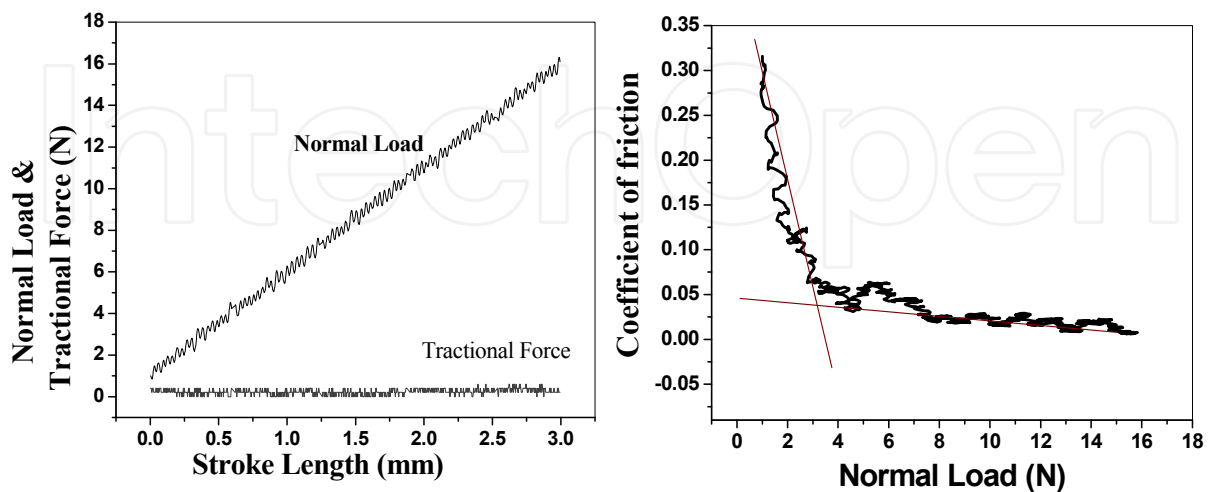 18
16
14
12
10
8
6
4
2
0
Normal Load &
Tractional Force (N)
Normal Load
Tractional Force
0.0 0.5 1.0 1.5 2.0 2.5 3.0
Stroke Length (mm)
0.35
0.30
0.25
0.20
0.15
0.10
0.05
0.00
-0.05
Coefficient of friction
0 2 4 6 8 10 12 14 16 18
Normal Load (N)
IntechOpen